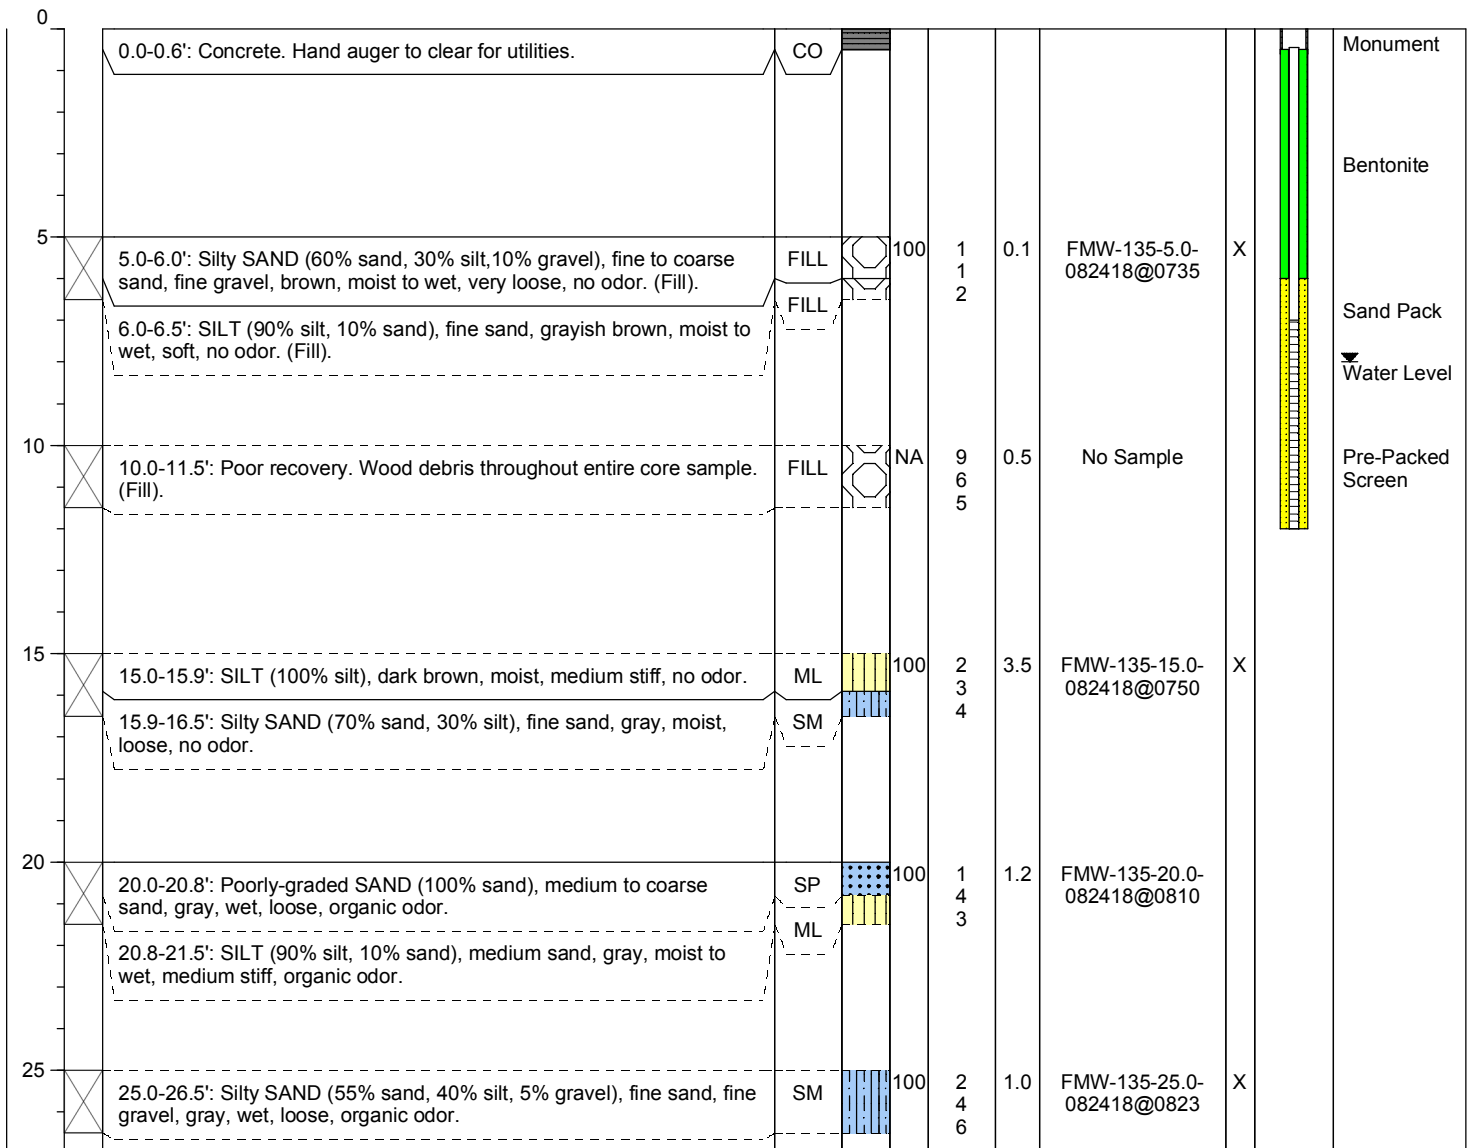 0
0.0-0.6': Concrete. Hand auger to clear for utilities.
CO
Monument
Bentonite
5
5.0-6.0': Silty SAND (60% sand, 30% silt,10% gravel), fine to coarse
sand, fine gravel, brown, moist to wet, very loose, no odor. (Fill).
FILL
100
1
1
2
0.1
FMW-135-5.0-
082418@0735
X
6.0-6.5': SILT (90% silt, 10% sand), fine sand, grayish brown, moist to
wet, soft, no odor. (Fill).
FILL
Sand Pack
Water Level
10
10.0-11.5': Poor recovery. Wood debris throughout entire core sample.
(Fill).
FILL
NA
9
6
5
0.5
No Sample
Pre-Packed
Screen
15
15.0-15.9': SILT (100% silt), dark brown, moist, medium stiff, no odor.
ML
100
2
3
4
3.5
FMW-135-15.0-
082418@0750
X
15.9-16.5': Silty SAND (70% sand, 30% silt), fine sand, gray, moist,
loose, no odor.
SM
20
20.0-20.8': Poorly-graded SAND (100% sand), medium to coarse
sand, gray, wet, loose, organic odor.
SP
100
1
4
3
1.2
FMW-135-20.0-
082418@0810
20.8-21.5': SILT (90% silt, 10% sand), medium sand, gray, moist to
wet, medium stiff, organic odor.
ML
25
25.0-26.5': Silty SAND (55% sand, 40% silt, 5% gravel), fine sand, fine
gravel, gray, wet, loose, organic odor.
SM
100
2
4
6
1.0
FMW-135-25.0-
082418@0823
X